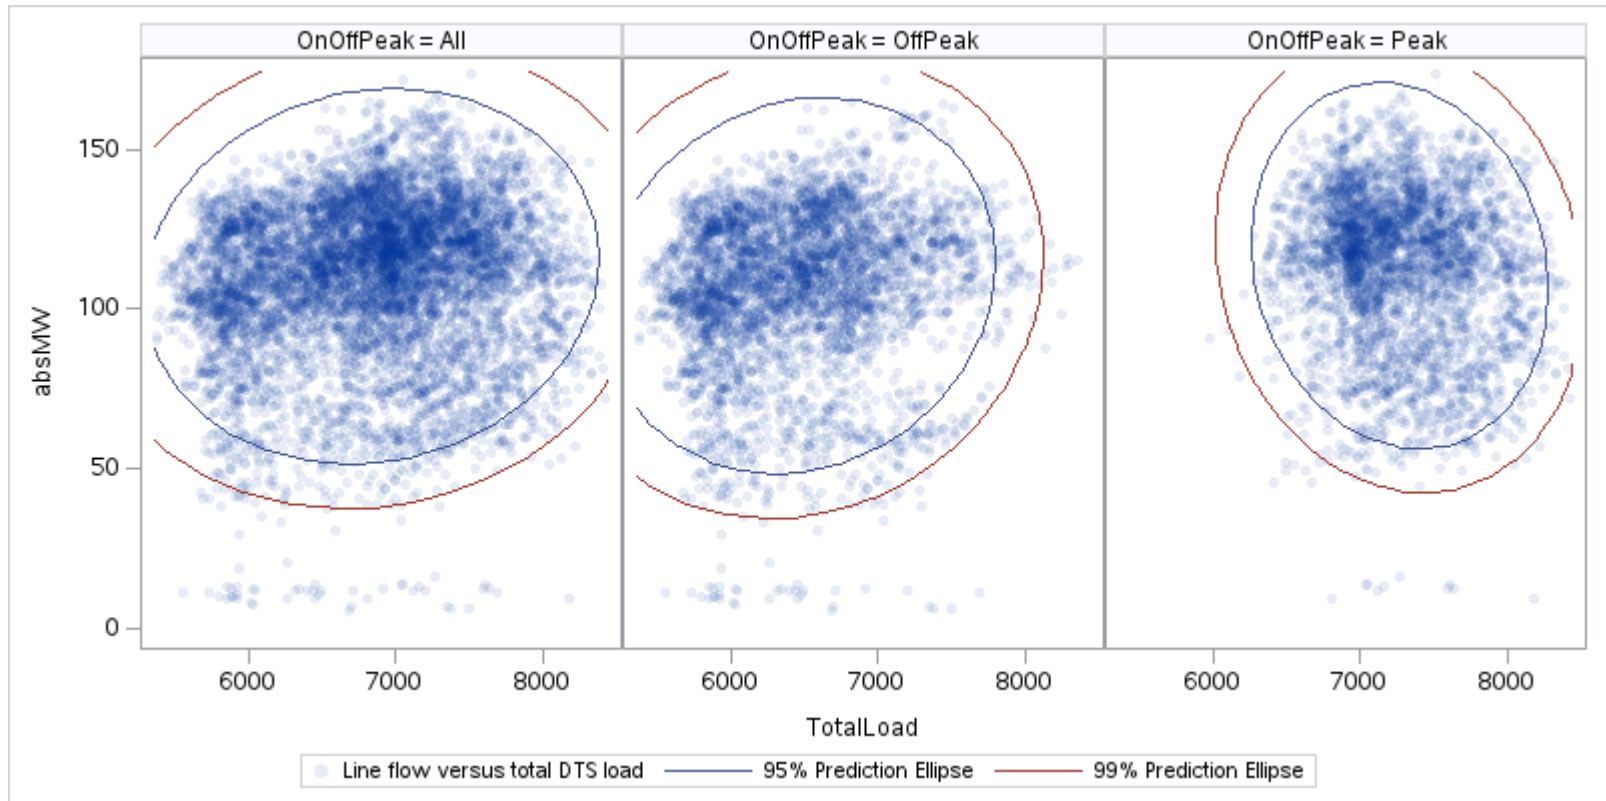 OnOffPeak = All
OnOffPeak = OffPeak
OnOffPeak = Peak
absMW
150
100
50
0
6000 7000 8000
6000 7000 8000
6000 7000 8000
TotalLoad
Line flow versus total DTS load
95% Prediction Ellipse
99% Prediction Ellipse